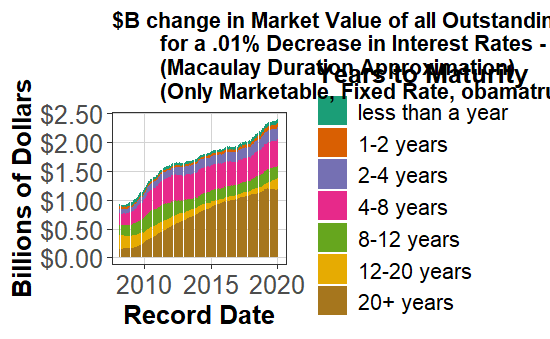 $B change in Market Value of all Outstandin
for a .01% Decrease in Interest Rates -
(Macaulay Duration Approximation)
Years to Maturity
(Only Marketable, Fixed Rate, obamatru
less than a year
1-2 years
2-4 years
4-8 years
8-12 years
12-20 years
20+ years
Billions of Dollars
$2.50
$2.00
$1.50
$1.00
$0.50
$0.00
2010 2015 2020
Record Date